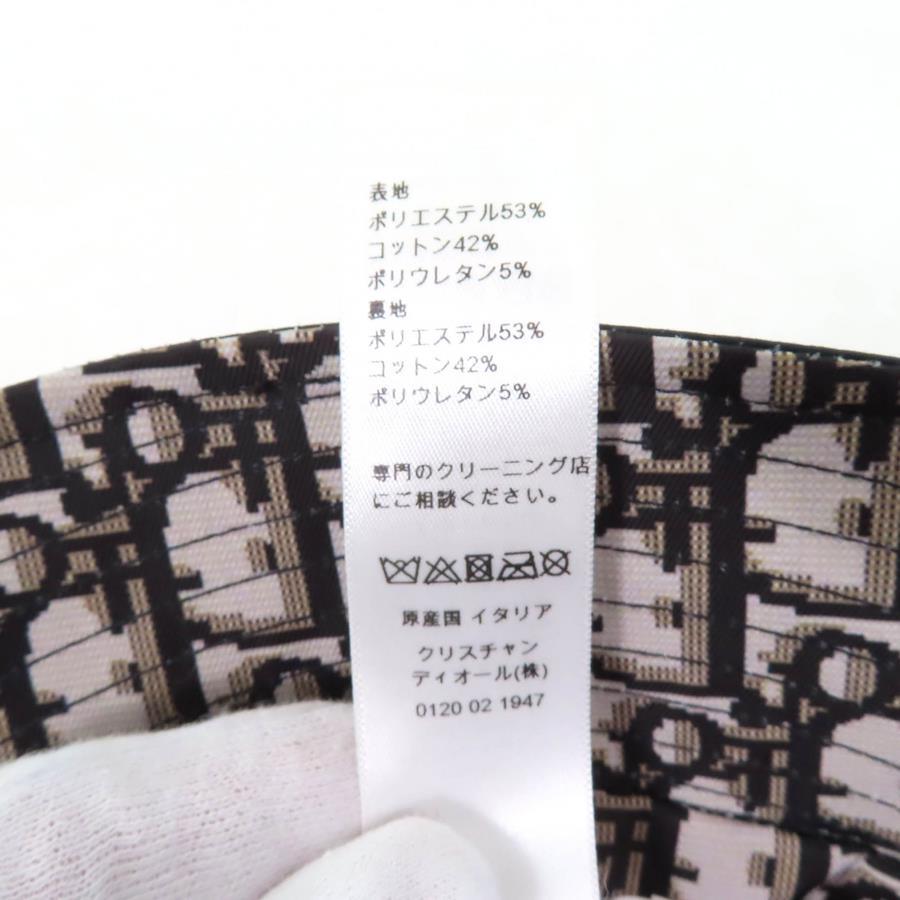 表地
ポリエステル53%
コットン42%
ポリウレタン5%
裏地
ポリエステル53%
コットン42%
ポリウレタン5%
専門のクリーニング店
にご相談ください。
原産国 イタリア
クリスチャン
ディオール(株)
0120 02 1947